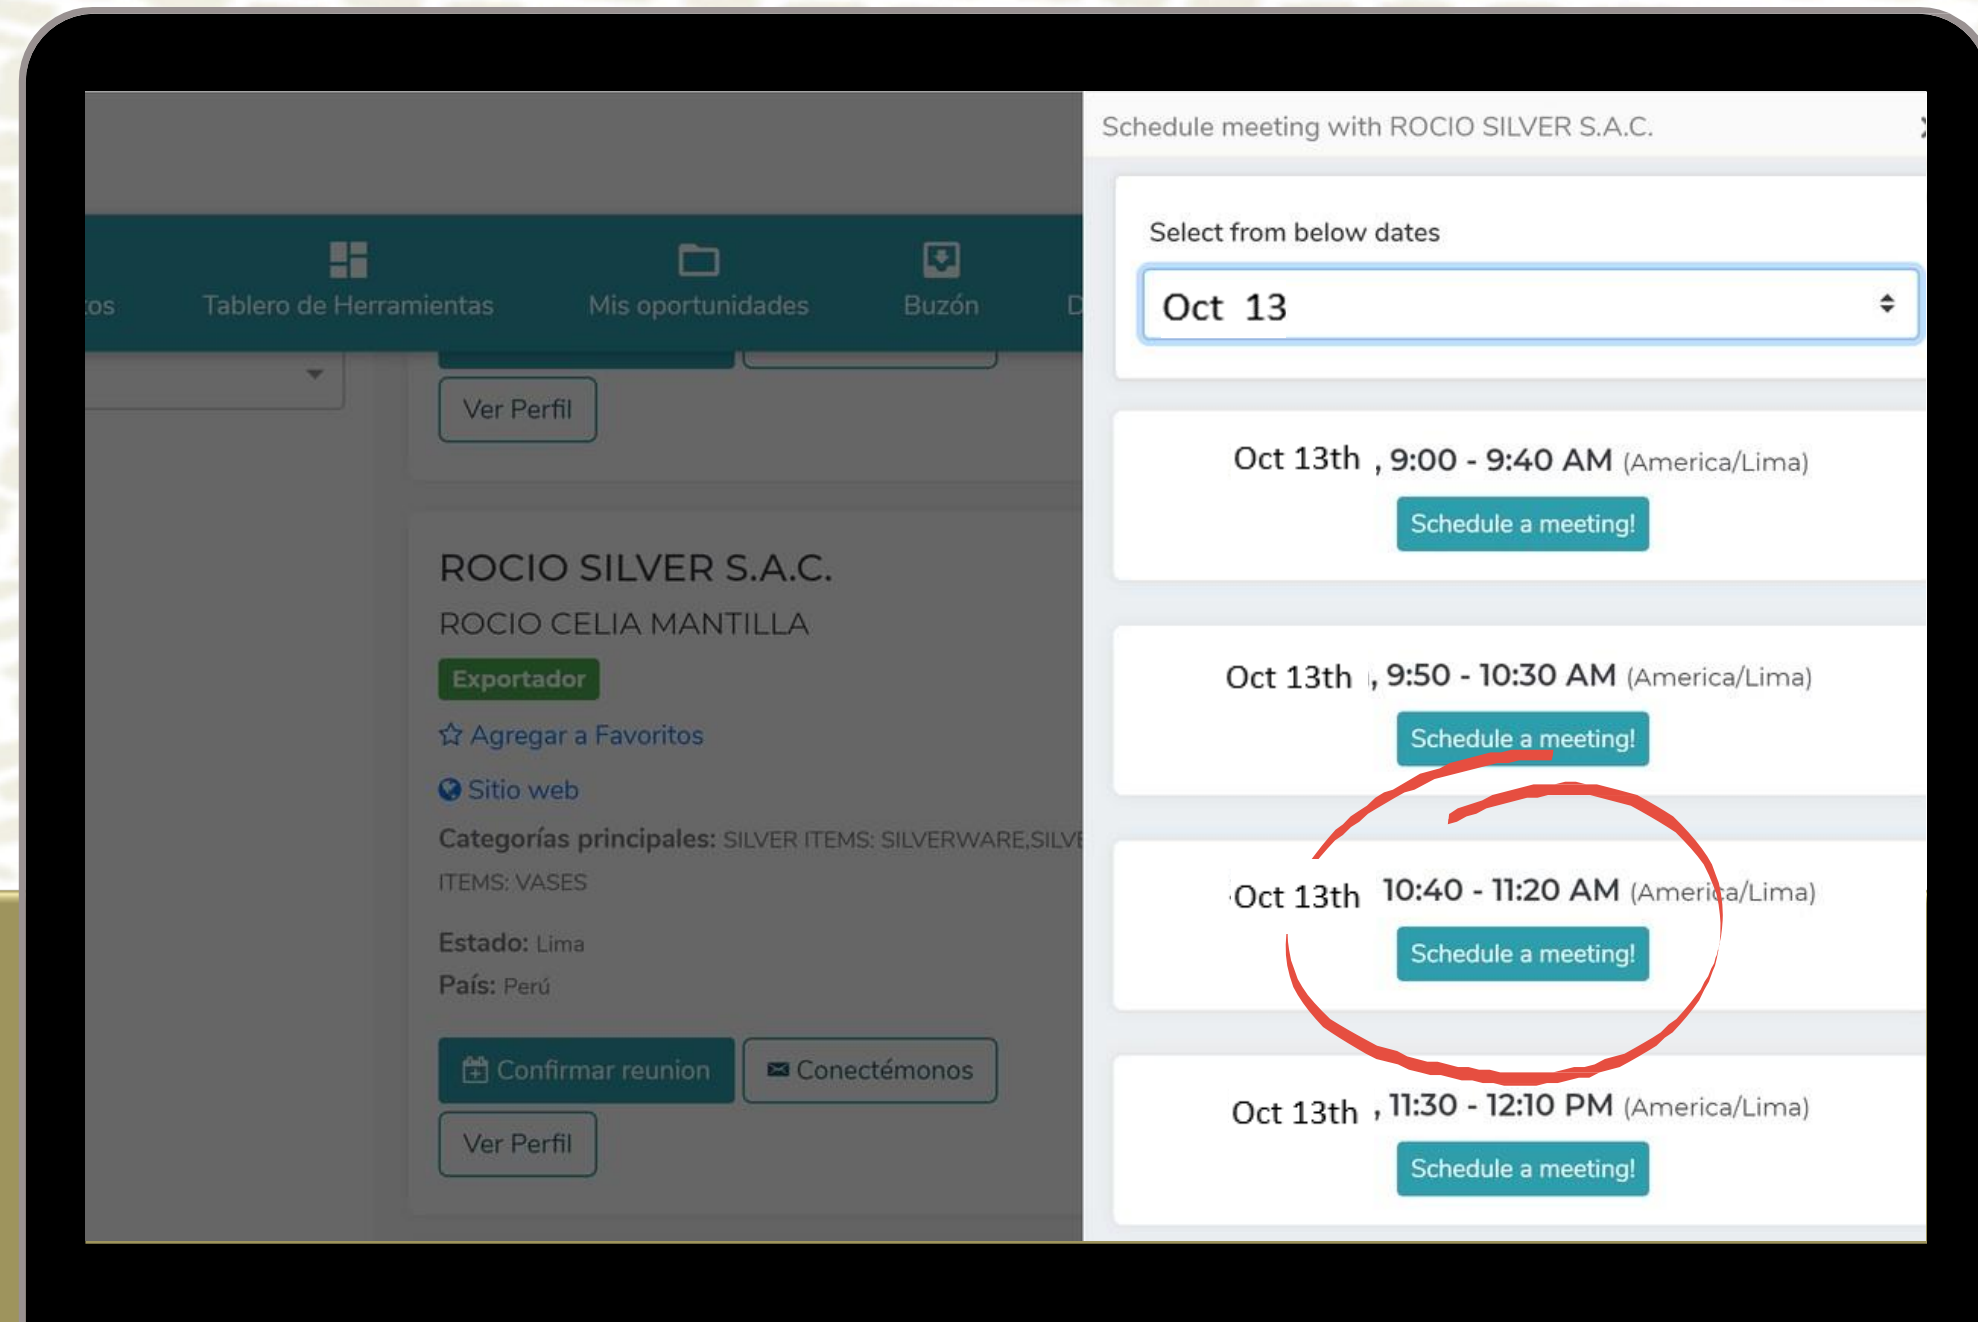 Schedule meeting with ROCIO SILVER S.A.C.
Select from below dates
Oct 13
Tablero de Herramientas
Mis oportunidades
Buzón
Ver Perfil
ROCIO SILVER S.A.C.
ROCIO CELIA MANTILLA
Exportador
Agregar a Favoritos
Sitio web
Categorías principales: SILVER ITEMS: SILVERWARE,
ITEMS: VASES
Estado: Lima
País: Perú
Confirmar reunion
Conectémonos
Ver Perfil
Oct 13th , 9:00 - 9:40 AM (America/Lima)
Schedule a meeting!
Oct 13th , 9:50 - 10:30 AM (America/Lima)
Schedule a meeting!
Oct 13th 10:40 - 11:20 AM (America/Lima)
Schedule a meeting!
Oct 13th , 11:30 - 12:10 PM (America/Lima)
Schedule a meeting!